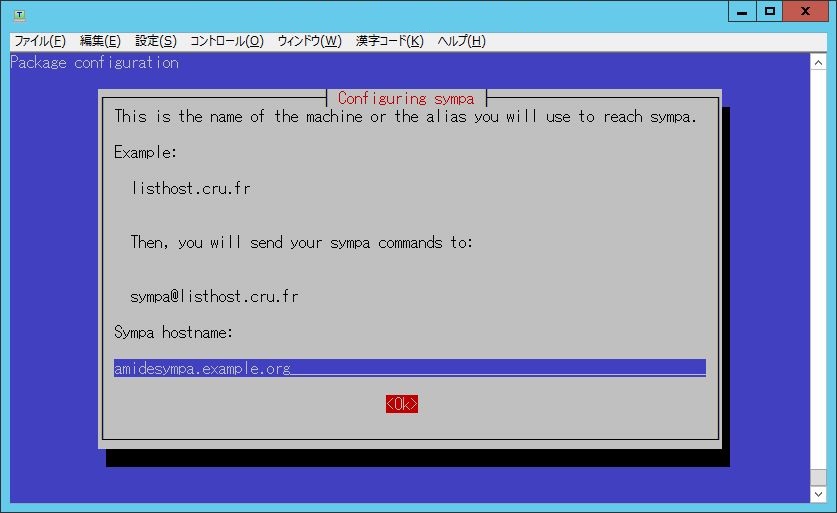 ファイル(F) 編集(E) 設定(S) コントロール(O) ウィンドウ(W) 漢字コード(K) ヘルプ(H)
Package configuration
Configuring sympa
This is the name of the machine or the alias you will use to reach sympa.
Example:
listhost.cru.fr
Then, you will send your sympa commands to:
sympa@listhost.cru.fr
Sympa hostname:
amidesympa.example.org
<Ok>